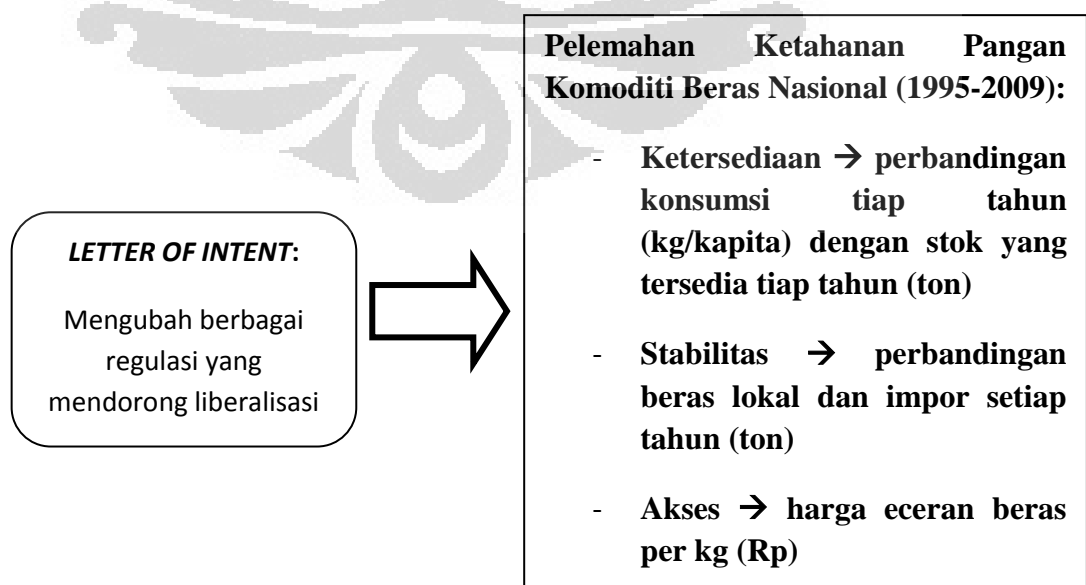 LETTER OF INTENT:
Mengubah berbagai
regulasi yang
mendorong liberalisasi
Pelemahan Ketahanan Pangan
Komoditi Beras Nasional (1995-2009):
- Ketersediaan → perbandingan
konsumsi tiap tahun
(kg/kapita) dengan stok yang
tersedia tiap tahun (ton)
- Stabilitas → perbandingan
beras lokal dan impor setiap
tahun (ton)
- Akses → harga eceran beras
per kg (Rp)